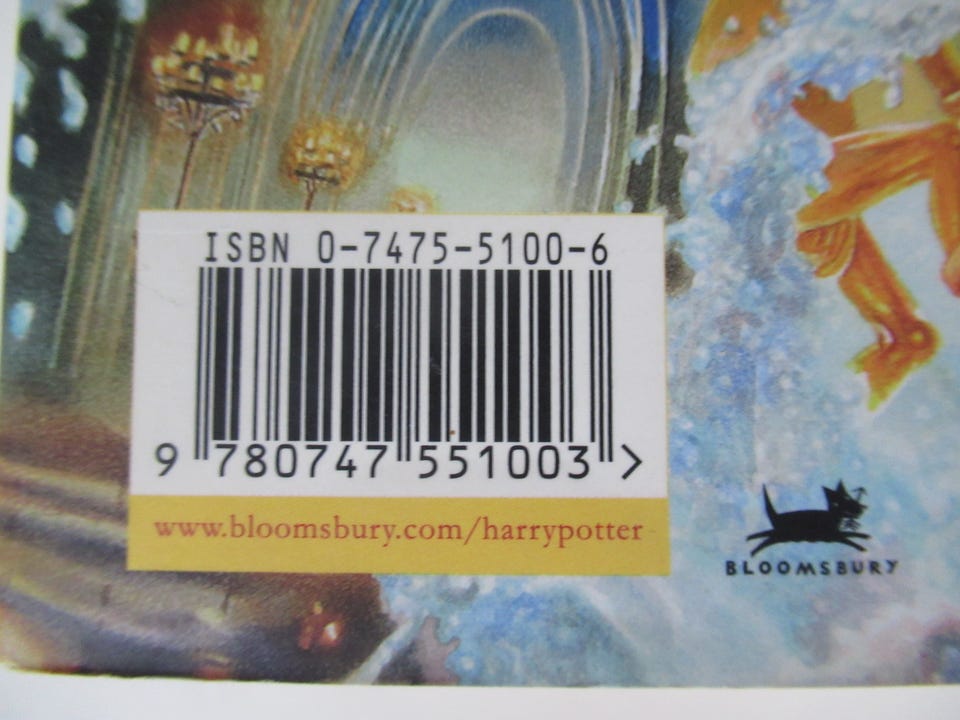 ISBN 0-7475-5100-6
9 780747 551003 >
www.bloomsbury.com/harrypotter
BLOOMSBURY